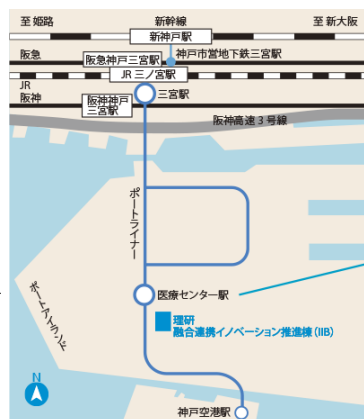 至 姫路
新幹線
至 新大阪
新神戸駅
阪急
阪急神戸三宮駅
神戸市営地下鉄三宮駅
JR 三ノ宮駅
JR
阪神
阪神神戸
三宮駅
三宮駅
阪神高速3号線
ポートライナー
医療センター駅
理研
融合連携イノベーション推進棟(IIB)
ポートアイランド
N
神戸空港駅